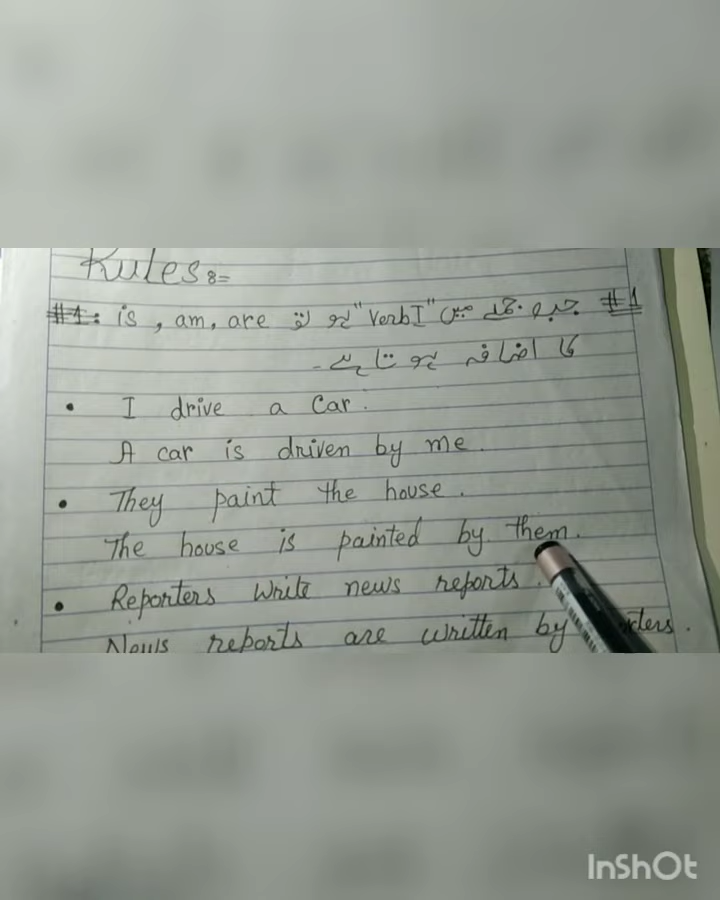 Rules:=
#1: جب جملے میں "Verb I" ہو تو is, am, are #1
کا اضافہ ہوتا ہے۔
• I drive a Car.
A car is driven by me.
• They paint the house.
The house is painted by them.
• Reporters Write news reports.
News reports are written by
InShOt